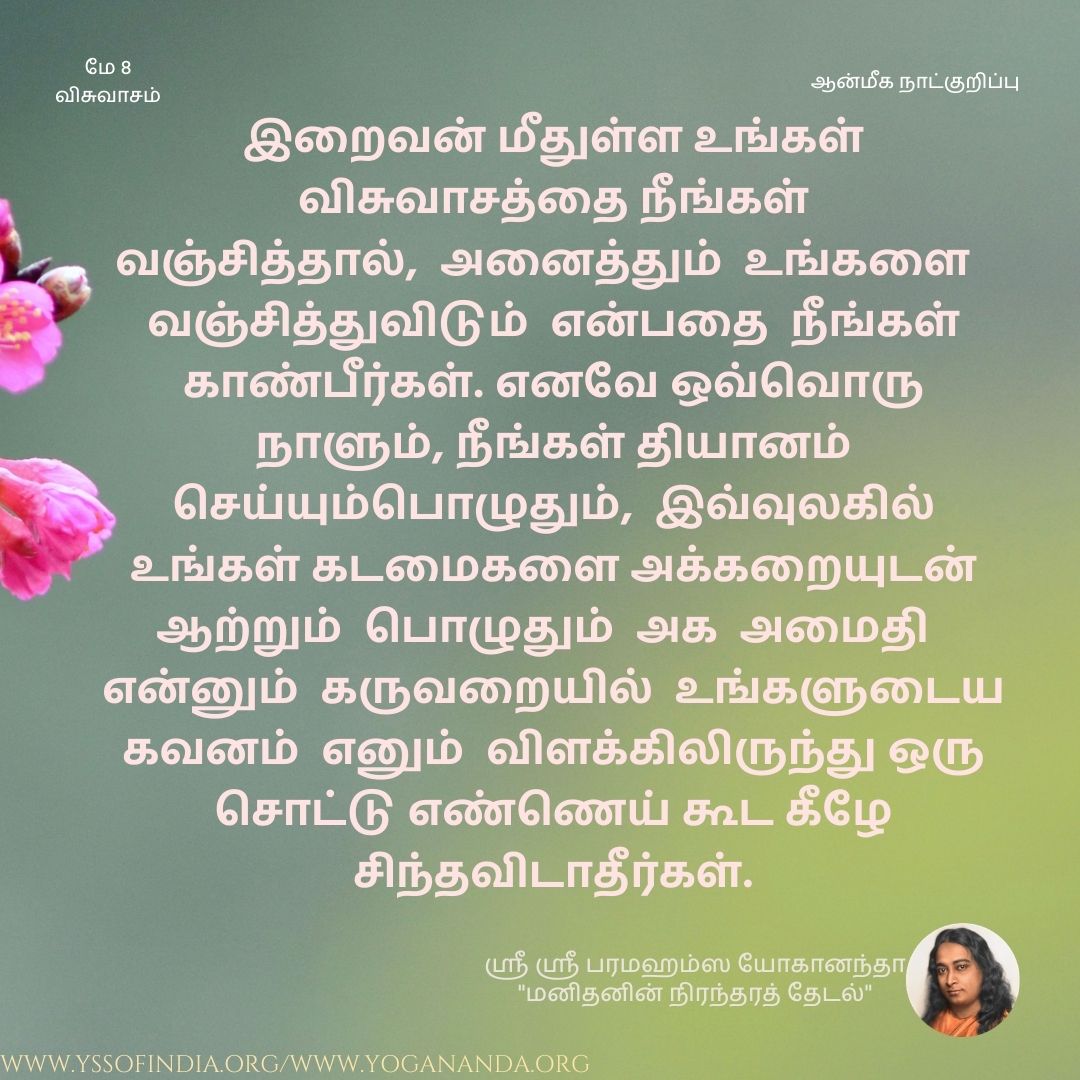 மே 8
விசுவாசம்
ஆன்மீக நாட்குறிப்பு
இறைவன் மீதுள்ள உங்கள்
விசுவாசத்தை நீங்கள்
வஞ்சித்தால், அனைத்தும் உங்களை
வஞ்சித்துவிடும் என்பதை நீங்கள்
காண்பீர்கள். எனவே ஒவ்வொரு
நாளும், நீங்கள் தியானம்
செய்யும்பொழுதும், இவ்வுலகில்
உங்கள் கடமைகளை அக்கறையுடன்
ஆற்றும் பொழுதும் அக அமைதி
என்னும் கருவறையில் உங்களுடைய
கவனம் எனும் விளக்கிலிருந்து ஒரு
சொட்டு எண்ணெய் கூட கீழே
சிந்தவிடாதீர்கள்.
ஸ்ரீ ஸ்ரீ பரமஹம்ஸ யோகானந்தா
"மனிதனின் நிரந்தரத் தேடல்"
WWW.YSSOFINDIA.ORG/WWW.YOGANANDA.ORG